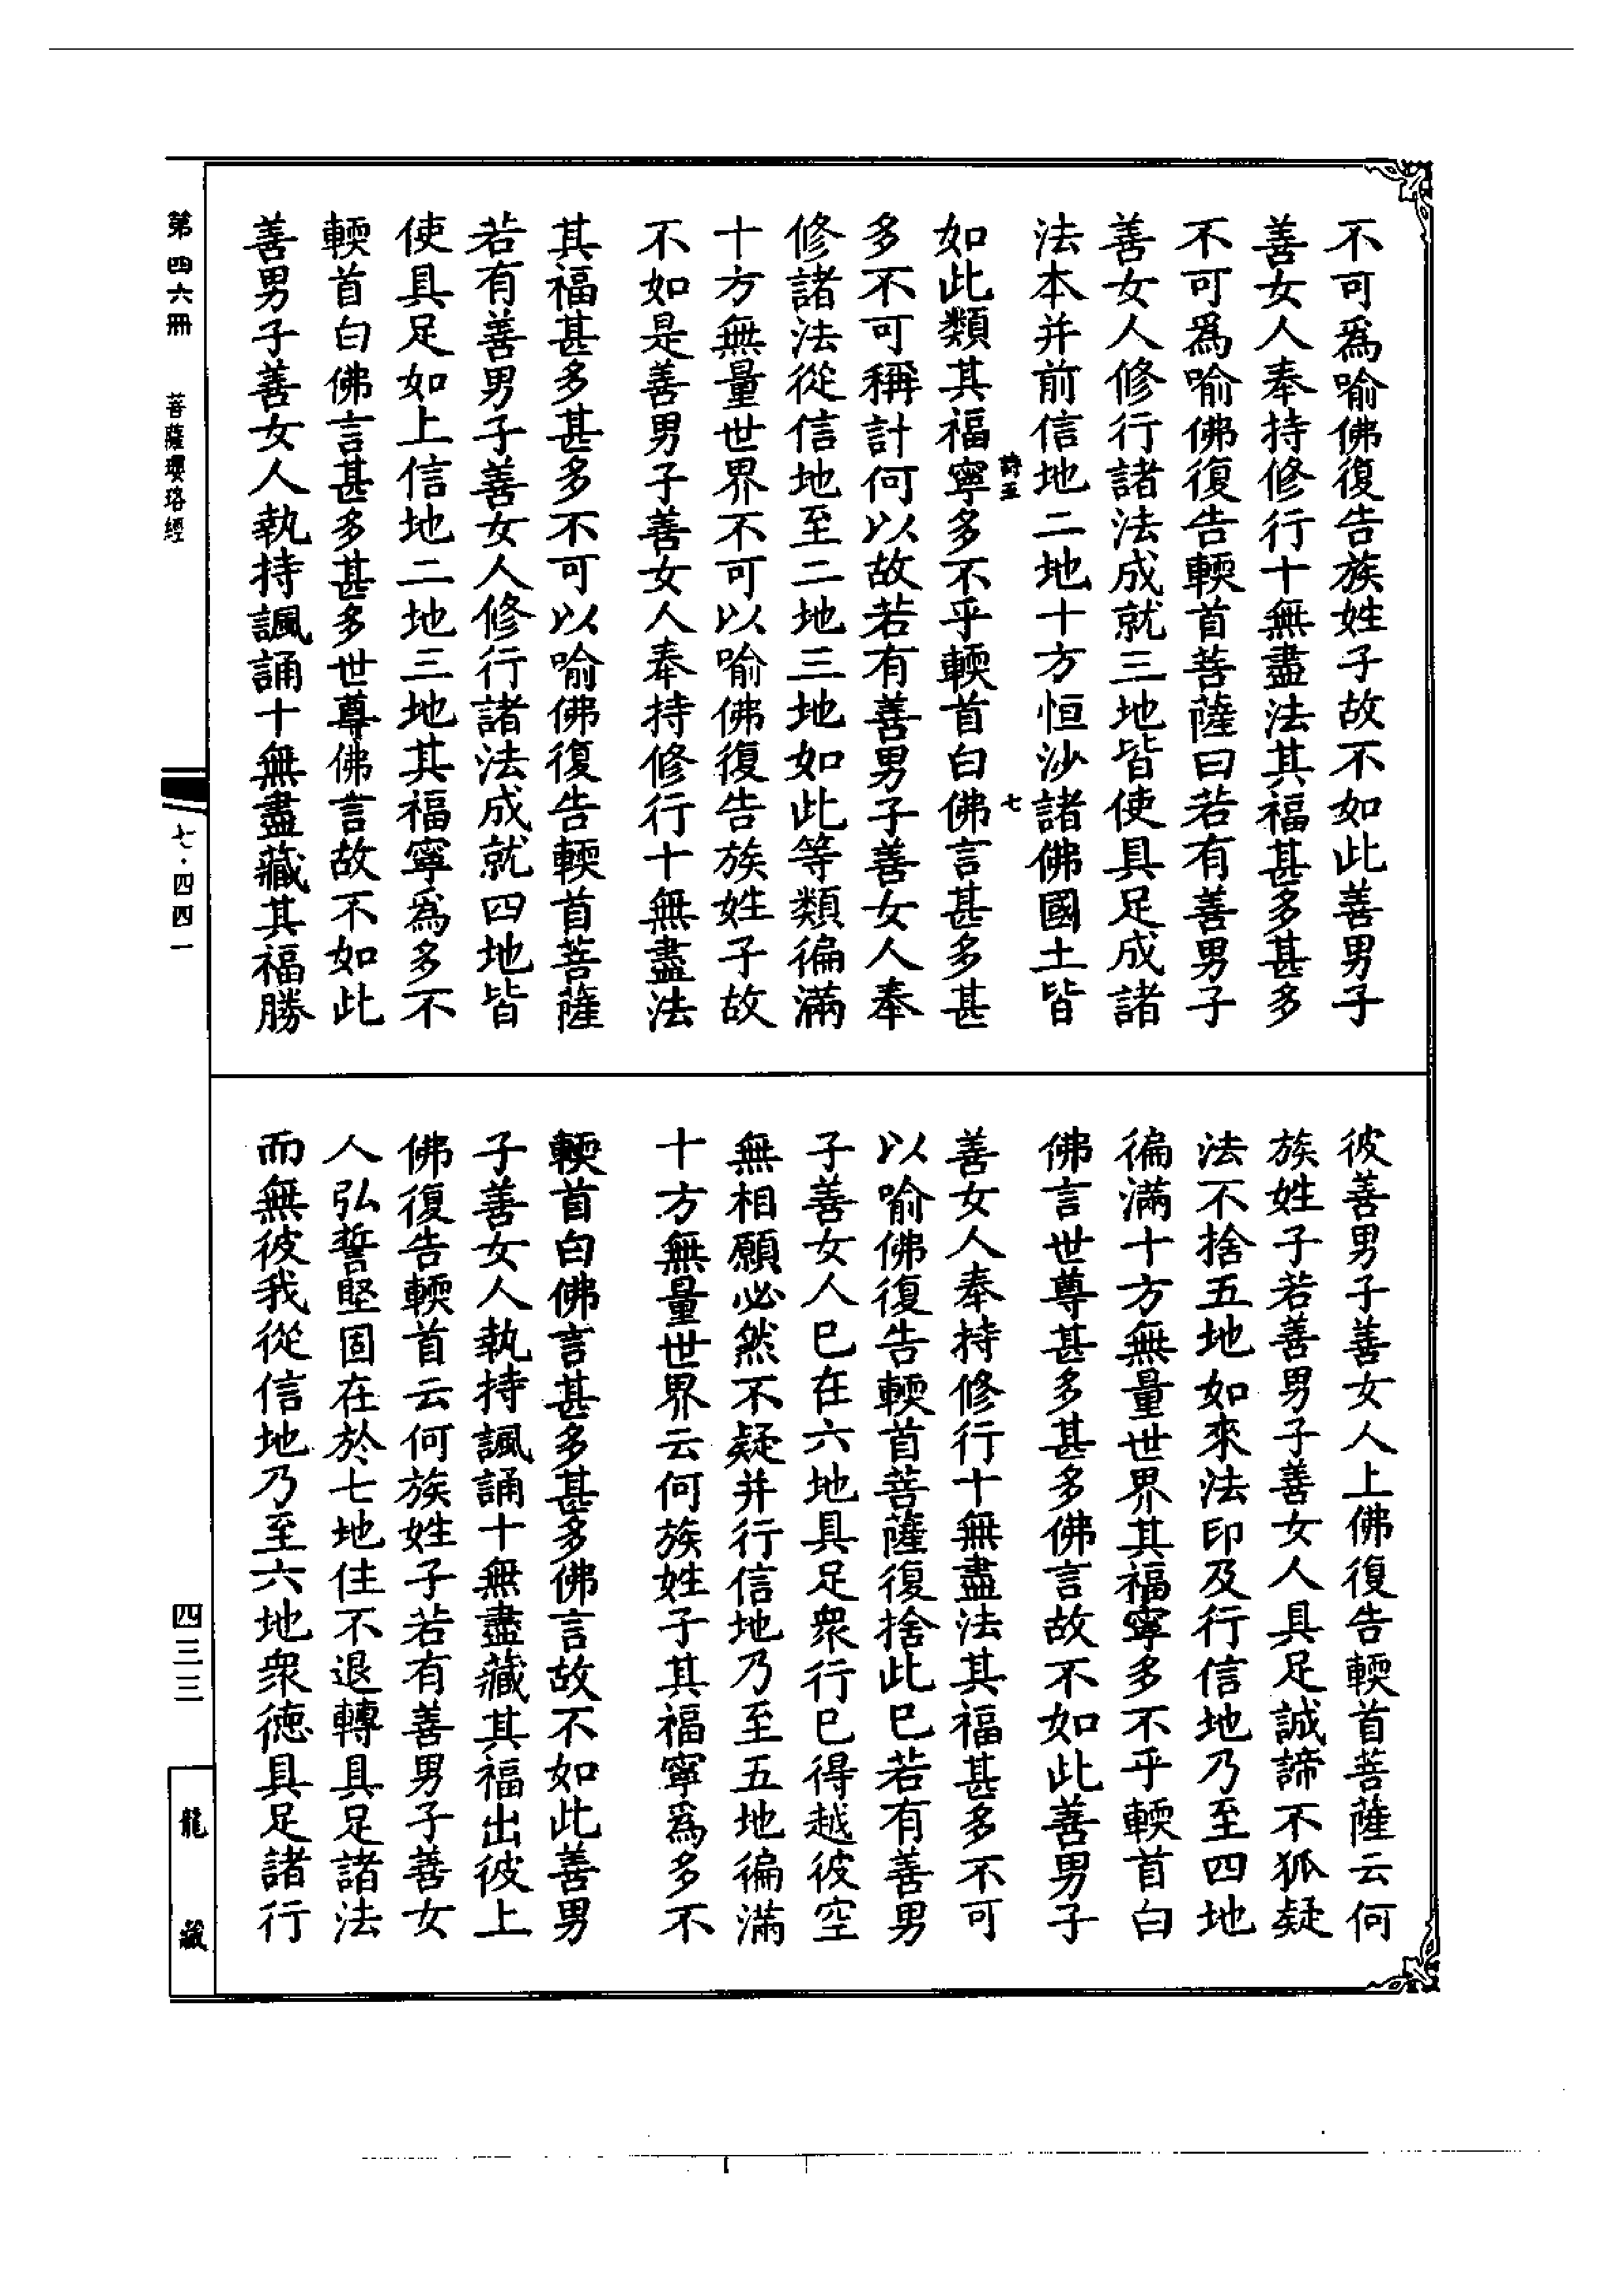 不可爲喻佛復告族姓子故不如此善男子
善女人奉持修行十無盡法其福甚多甚多
不可爲喻佛復告輭首菩薩曰若有善男子
善女人修行諸法成就三地皆使具足成諸
法本并前信地二地十方恒沙諸佛國土皆
七
如此類其福寧多不乎輭首白佛言甚多甚
多不可稱計何以故若有善男子善女人奉
修諸法從信地至二地三地如此等類徧滿
十方無量世界不可以喻佛復告族姓子故
不如是善男子善女人奉持修行十無盡法
其福甚多甚多不可以喻佛復告輭首菩薩
若有善男子善女人修行諸法成就四地皆
使具足如上信地二地三地其福寧爲多不
輭首白佛言甚多甚多世尊佛言故不如此
善男子善女人執持諷誦十無盡藏其福勝
彼善男子善女人上佛復告輭首菩薩云何
族姓子若善男子善女人具足誠諦不狐疑
法不捨五地如來法印及行信地乃至四地
徧滿十方無量世界其福寧多不乎輭首白
佛言世尊甚多甚多佛言故不如此善男子
善女人奉持修行十無盡法其福甚多不可
以喻佛復告輭首菩薩復捨此已若有善男
子善女人巳在六地具足衆行巳得越彼空
無相願必然不疑并行信地乃至五地徧滿
十方無量世界云何族姓子其福寧爲多不
輭首白佛言甚多甚多佛言故不如此善男
子善女人執持諷誦十無盡藏其福出彼上
佛復告輭首云何族姓子若有善男子善女
人弘誓堅固在於七地住不退轉具足諸法
而無彼我從信地乃至六地衆德具足諸行
第四六冊　菩薩瓔珞經
七·四四一
四三三
龍藏